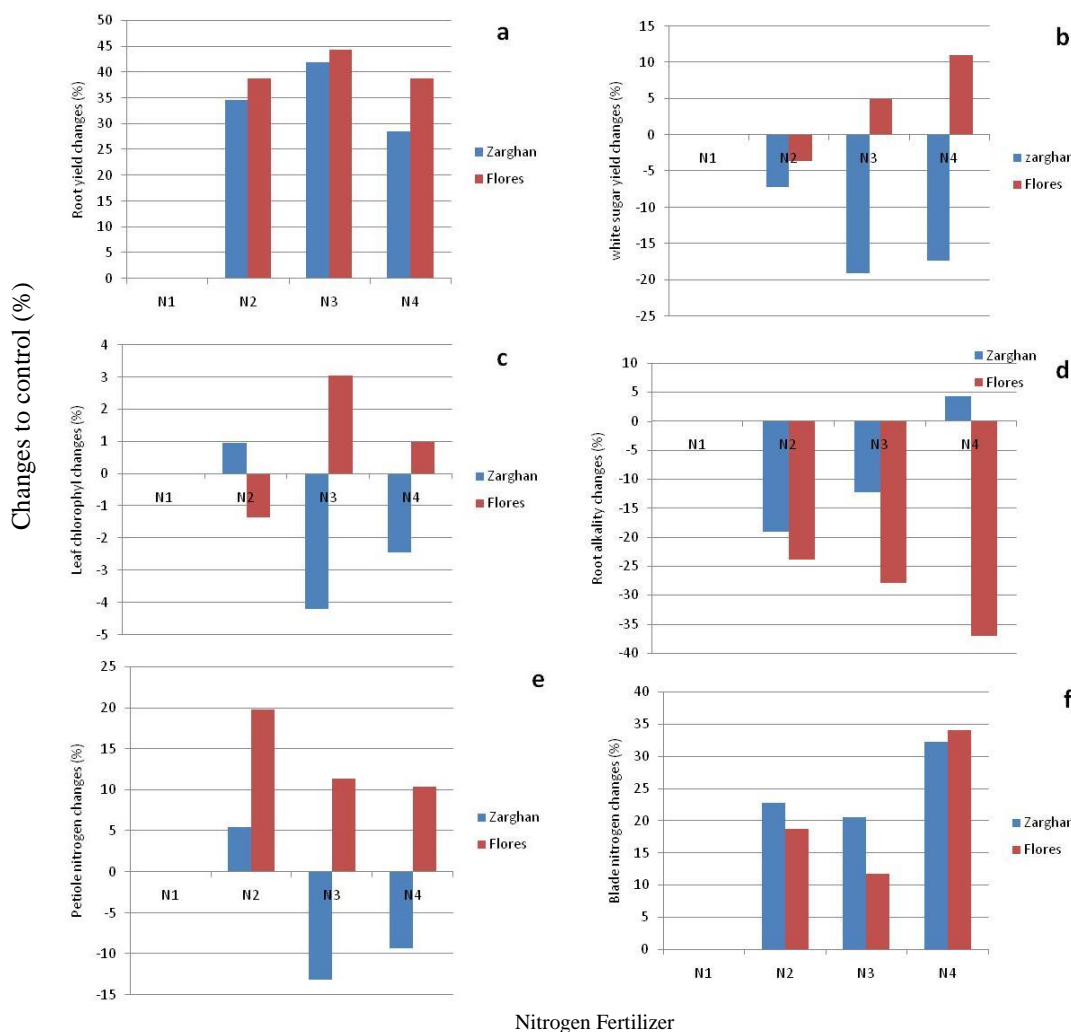 Changes to control (%)
a
Root yield changes (%)
50
45
40
35
30
25
20
15
10
5
0
N1 N2 N3 N4
Zarghan
Flores
b
white sugar yield changes (%)
15
10
5
0
-5
-10
-15
-20
-25
N1 N2 N3 N4
zarghan
Flores
c
Leaf chlorophyl changes (%)
4
3
2
1
0
-1
-2
-3
-4
-5
N1 N2 N3 N4
Zarghan
Flores
d
Root alkality changes (%)
10
5
0
-5
-10
-15
-20
-25
-30
-35
-40
N1 N2 N3 N4
Zarghan
Flores
e
Petiole nitrogen changes (%)
25
20
15
10
5
0
-5
-10
-15
N1 N2 N3 N4
Zarghan
Flores
f
Blade nitrogen changes (%)
40
35
30
25
20
15
10
5
0
N1 N2 N3 N4
Zarghan
Flores
Nitrogen Fertilizer